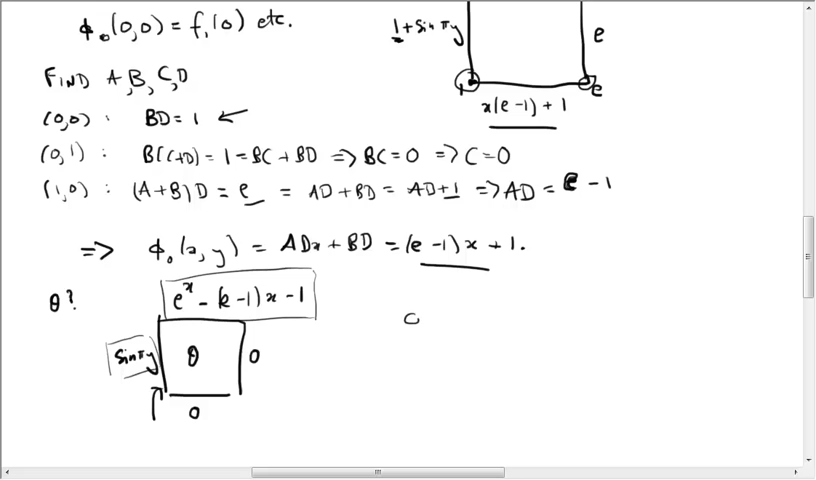 ϕ₀(0,0) = f₁(0) etc.
1 + sin πy
e
1
e
x(e-1) + 1
FIND A, B, C, D
(0,0) : BD = 1 ←
(0,1) : B(C+D) = 1 = BC + BD ⇒ BC = 0 ⇒ C = 0
(1,0) : (A+B)D = e = AD + BD = AD + 1 ⇒ AD = e - 1
⇒ ϕ₀(x,y) = ADx + BD = (e-1)x + 1.
θ?
eˣ - (e-1)x - 1
sin πy
θ
0
0